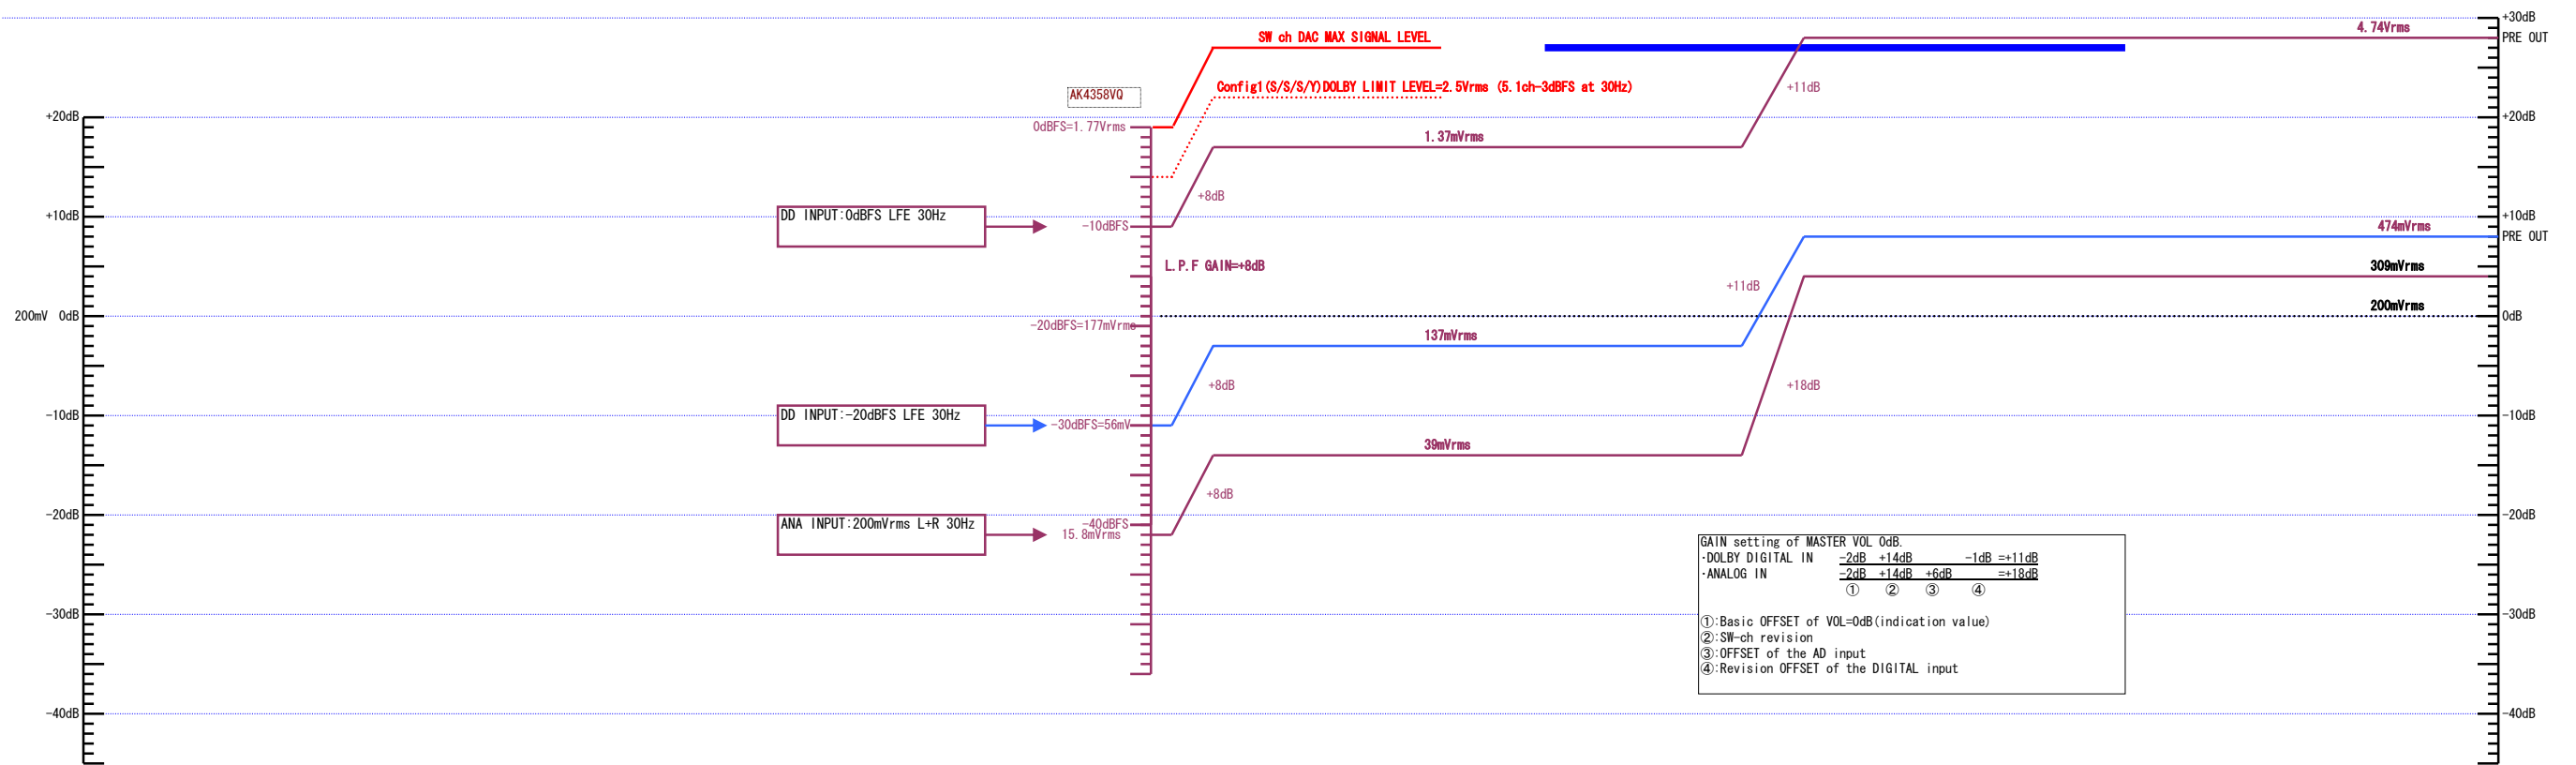 +30dB
4.74Vrms
PRE OUT
SW ch DAC MAX SIGNAL LEVEL
Config1(S/S/S/Y)DOLBY LIMIT LEVEL=2.5Vrms (5.1ch-3dBFS at 30Hz)
+11dB
AK4358VQ
+20dB
+20dB
0dBFS=1.77Vrms
1.37mVrms
+8dB
DD INPUT:0dBFS LFE 30Hz
+10dB
+10dB
-10dBFS
474mVrms
PRE OUT
L.P.F GAIN=+8dB
309mVrms
+11dB
200mVrms
200mV 0dB
0dB
-20dBFS=177mVrms
137mVrms
+8dB
+18dB
DD INPUT:-20dBFS LFE 30Hz
-10dB
-10dB
-30dBFS=56mV
39mVrms
+8dB
-20dB
-20dB
ANA INPUT:200mVrms L+R 30Hz
-40dBFS
15.8mVrms
GAIN setting of MASTER VOL 0dB.
·DOLBY DIGITAL IN -2dB +14dB -1dB =+11dB
·ANALOG IN -2dB +14dB +6dB =+18dB
① ② ③ ④
①:Basic OFFSET of VOL=0dB(indication value)
②:SW-ch revision
③:OFFSET of the AD input
④:Revision OFFSET of the DIGITAL input
-30dB
-30dB
-40dB
-40dB